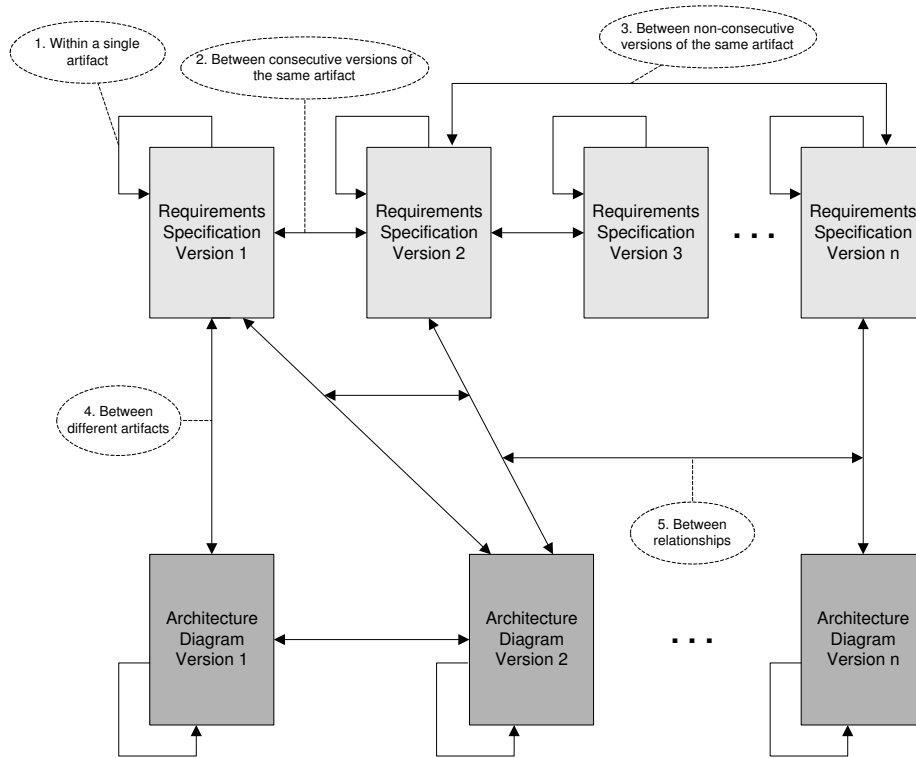 1. Within a single
artifact
2. Between consecutive versions of
the same artifact
3. Between non-consecutive
versions of the same artifact
Requirements
Specification
Version 1
Requirements
Specification
Version 2
Requirements
Specification
Version 3
. . .
Requirements
Specification
Version n
4. Between
different artifacts
5. Between
relationships
Architecture
Diagram
Version 1
Architecture
Diagram
Version 2
. . .
Architecture
Diagram
Version n